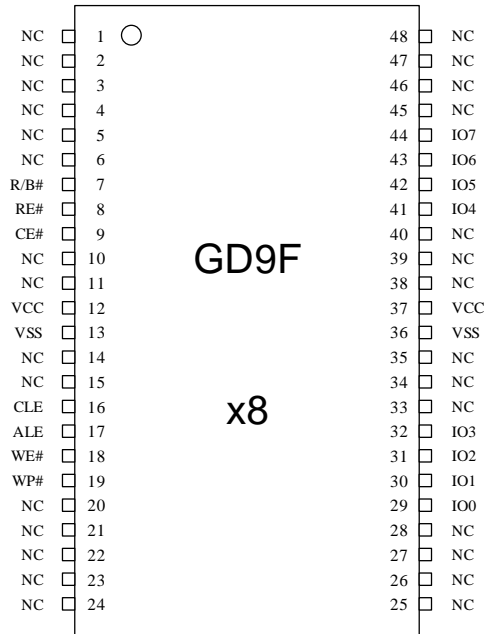 NC 1 48 NC
NC 2 47 NC
NC 3 46 NC
NC 4 45 NC
NC 5 44 IO7
NC 6 43 IO6
R/B# 7 42 IO5
RE# 8 41 IO4
CE# 9 40 NC
NC 10 39 NC
GD9F
NC 11 38 NC
VCC 12 37 VCC
VSS 13 36 VSS
NC 14 35 NC
NC 15 34 NC
CLE 16 33 NC
x8
ALE 17 32 IO3
WE# 18 31 IO2
WP# 19 30 IO1
NC 20 29 IO0
NC 21 28 NC
NC 22 27 NC
NC 23 26 NC
NC 24 25 NC